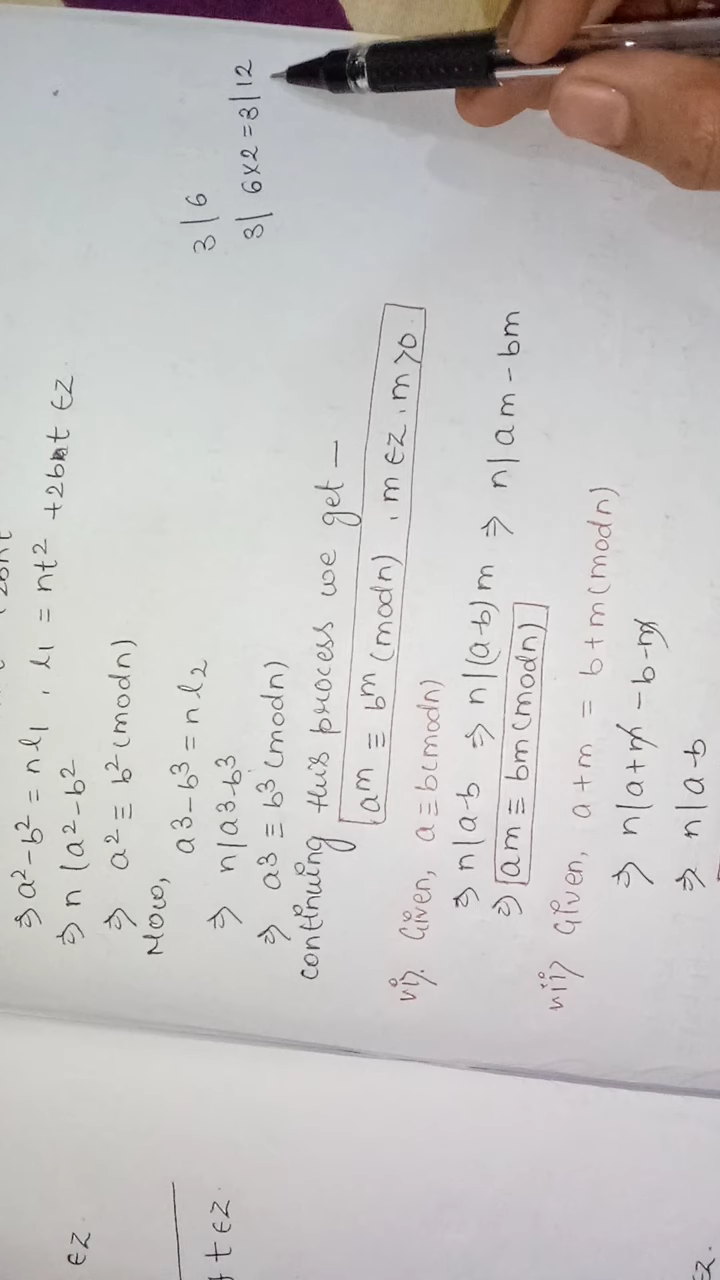 ⇒ a² - b² = nl₁ , l₁ = nt² + 2bt ∈ Z.
⇒ n | a² - b²
⇒ a² ≡ b² (mod n)
Now, a³ - b³ = nl₂
⇒ n | a³ - b³
⇒ a³ ≡ b³ (mod n)
continuing this process we get —
aᵐ ≡ bᵐ (mod n) , m ∈ Z , m > 0.
vi). Given, a ≡ b (mod n)
⇒ n | a-b ⇒ n | (a-b) m ⇒ n | am - bm
⇒ am ≡ bm (mod n)
vii) Given, a + m = b + m (mod n)
⇒ n | a + m - b - m
⇒ n | a - b
3 | 6
3 | 6×2 = 3 | 12
∈ Z.
t ∈ Z.